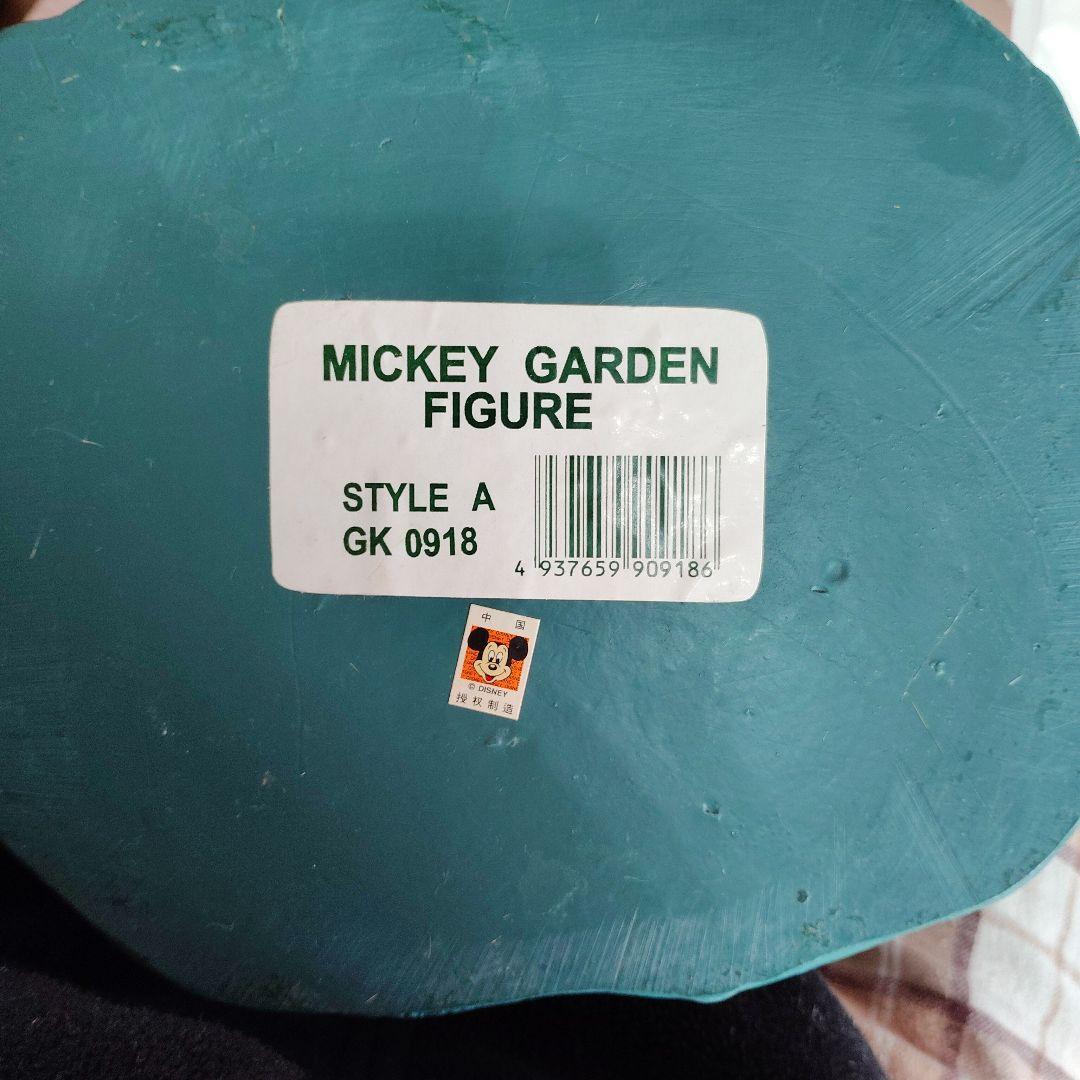 MICKEY GARDEN
FIGURE
STYLE A
GK 0918
4 937659 909186
中国
© DISNEY
授权制造